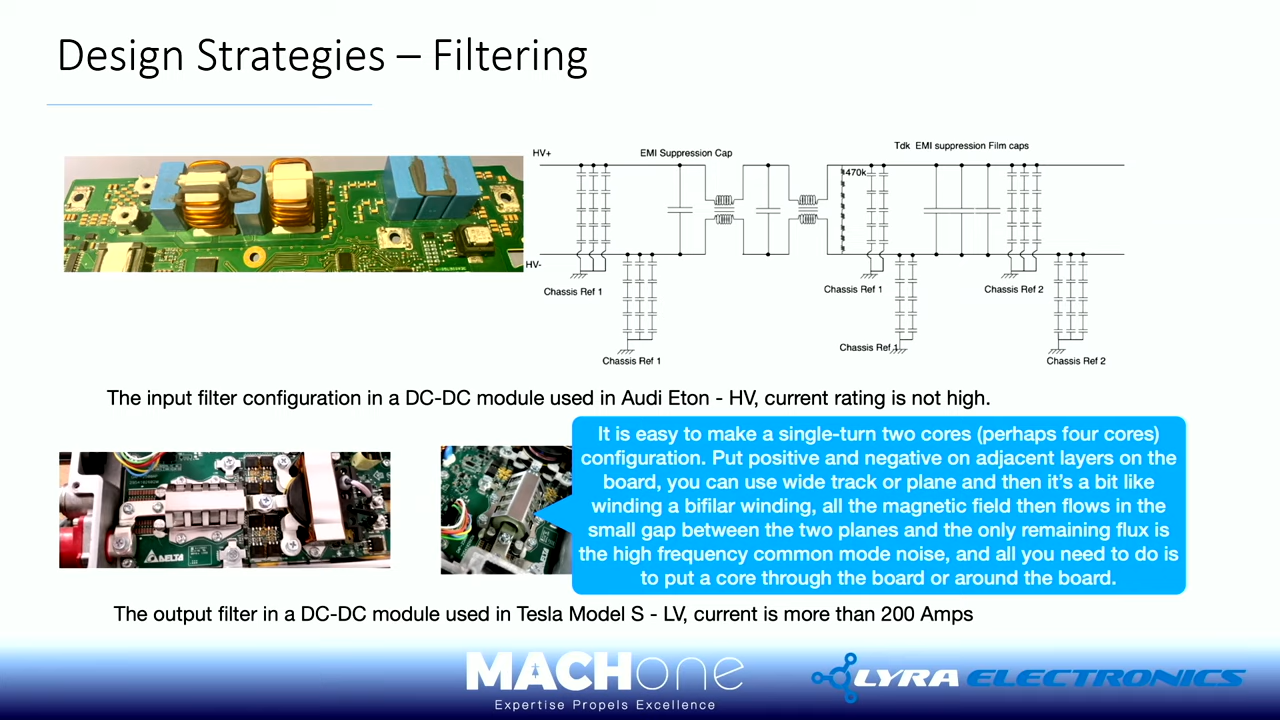 Design Strategies – Filtering
HV+
EMI Suppression Cap
Tdk EMI suppression Film caps
470k
HV-
Chassis Ref 1
Chassis Ref 1
Chassis Ref 2
Chassis Ref 1
Chassis Ref 1
Chassis Ref 2
The input filter configuration in a DC-DC module used in Audi Eton - HV, current rating is not high.
It is easy to make a single-turn two cores (perhaps four cores)
configuration. Put positive and negative on adjacent layers on the
board, you can use wide track or plane and then it's a bit like
winding a bifilar winding, all the magnetic field then flows in the
small gap between the two planes and the only remaining flux is
the high frequency common mode noise, and all you need to do is
to put a core through the board or around the board.
DELTA
The output filter in a DC-DC module used in Tesla Model S - LV, current is more than 200 Amps
MACHone
Expertise Propels Excellence
LYRA ELECTRONICS